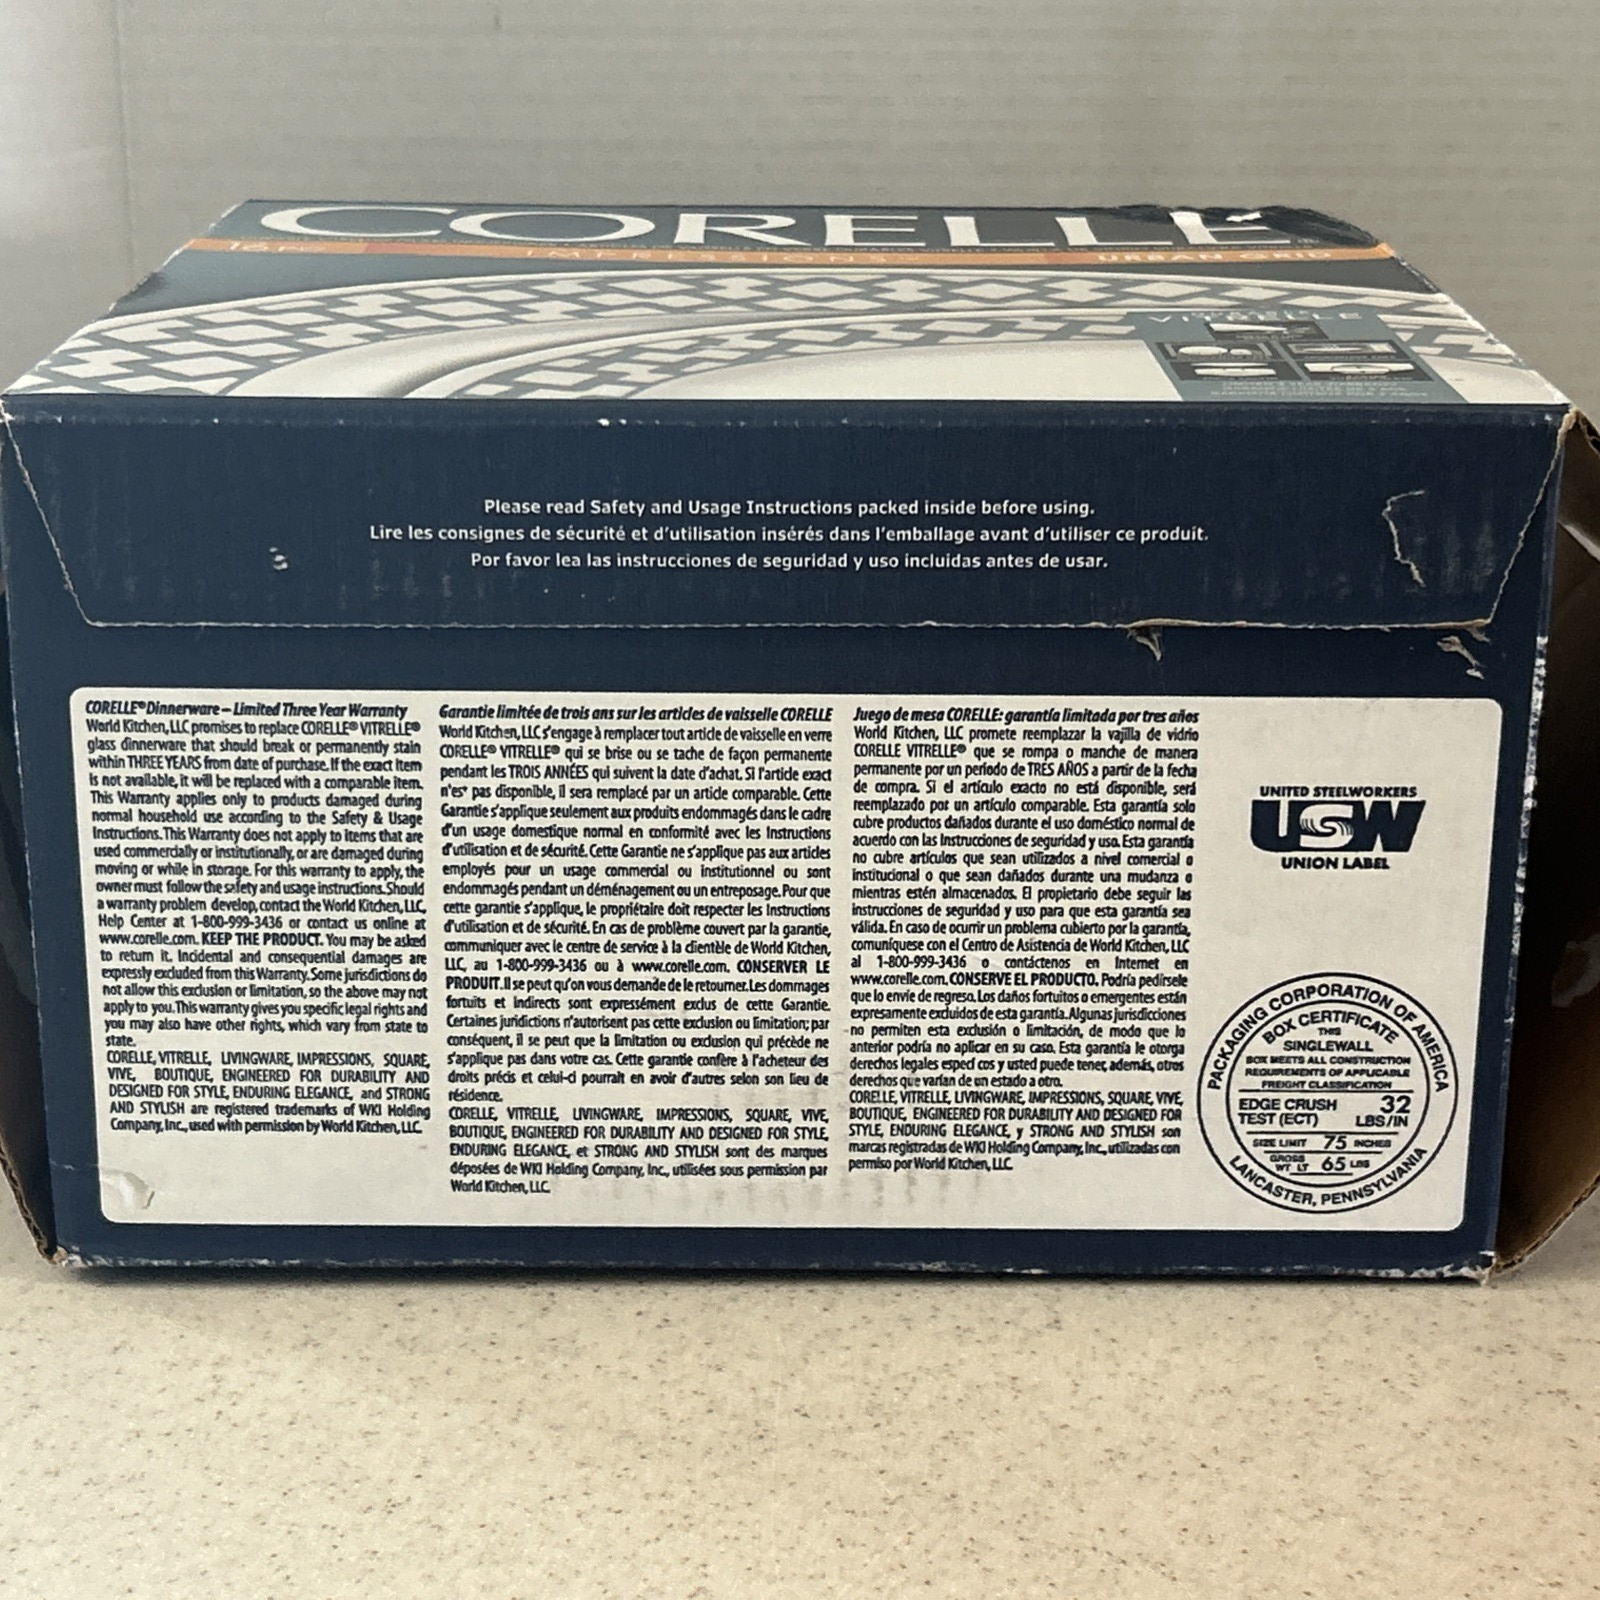 CORELLE
16 PC
IMPRESSIONS
URBAN GRID
VITRELLE
Please read Safety and Usage Instructions packed inside before using.
Lire les consignes de sécurité et d'utilisation insérés dans l'emballage avant d'utiliser ce produit.
Por favor lea las instrucciones de seguridad y uso incluidas antes de usar.
CORELLE® Dinnerware – Limited Three Year Warranty
World Kitchen, LLC promises to replace CORELLE® VITRELLE®
glass dinnerware that should break or permanently stain
within THREE YEARS from date of purchase. If the exact item
is not available, it will be replaced with a comparable item.
This Warranty applies only to products damaged during
normal household use according to the Safety & Usage
Instructions. This Warranty does not apply to items that are
used commercially or institutionally, or are damaged during
moving or while in storage. For this warranty to apply, the
owner must follow the safety and usage instructions. Should
a warranty problem develop, contact the World Kitchen, LLC,
Help Center at 1-800-999-3436 or contact us online at
www.corelle.com. KEEP THE PRODUCT. You may be asked
to return it. Incidental and consequential damages are
expressly excluded from this Warranty. Some jurisdictions do
not allow this exclusion or limitation, so the above may not
apply to you. This warranty gives you specific legal rights and
you may also have other rights, which vary from state to
state.
CORELLE, VITRELLE, LIVINGWARE, IMPRESSIONS, SQUARE,
VIVE, BOUTIQUE, ENGINEERED FOR DURABILITY AND
DESIGNED FOR STYLE, ENDURING ELEGANCE, and STRONG
AND STYLISH are registered trademarks of WKI Holding
Company, Inc., used with permission by World Kitchen, LLC.
Garantie limitée de trois ans sur les articles de vaisselle CORELLE
World Kitchen, LLC s'engage à remplacer tout article de vaisselle en verre
CORELLE® VITRELLE® qui se brise ou se tache de façon permanente
pendant les TROIS ANNÉES qui suivent la date d'achat. Si l'article exact
n'est pas disponible, il sera remplacé par un article comparable. Cette
Garantie s'applique seulement aux produits endommagés dans le cadre
d'un usage domestique normal en conformité avec les Instructions
d'utilisation et de sécurité. Cette Garantie ne s'applique pas aux articles
employés pour un usage commercial ou institutionnel ou sont
endommagés pendant un déménagement ou un entreposage. Pour que
cette garantie s'applique, le propriétaire doit respecter les Instructions
d'utilisation et de sécurité. En cas de problème couvert par la garantie,
communiquer avec le centre de service à la clientèle de World Kitchen,
LLC, au 1-800-999-3436 ou à www.corelle.com. CONSERVER LE
PRODUIT. Il se peut qu'on vous demande de le retourner. Les dommages
fortuits et indirects sont expressément exclus de cette Garantie.
Certaines juridictions n'autorisent pas cette exclusion ou limitation; par
conséquent, il se peut que la limitation ou exclusion qui précède ne
s'applique pas dans votre cas. Cette garantie confère à l'acheteur des
droits précis et celui-ci pourrait en avoir d'autres selon son lieu de
résidence.
CORELLE, VITRELLE, LIVINGWARE, IMPRESSIONS, SQUARE, VIVE,
BOUTIQUE, ENGINEERED FOR DURABILITY AND DESIGNED FOR STYLE,
ENDURING ELEGANCE, et STRONG AND STYLISH sont des marques
déposées de WKI Holding Company, Inc., utilisées sous permission par
World Kitchen, LLC.
Juego de mesa CORELLE: garantía limitada por tres años
World Kitchen, LLC promete reemplazar la vajilla de vidrio
CORELLE VITRELLE® que se rompa o manche de manera
permanente por un período de TRES AÑOS a partir de la fecha
de compra. Si el artículo exacto no está disponible, será
reemplazado por un artículo comparable. Esta garantía solo
cubre productos dañados durante el uso doméstico normal de
acuerdo con las Instrucciones de seguridad y uso. Esta garantía
no cubre artículos que sean utilizados a nivel comercial o
institucional o que sean dañados durante una mudanza o
mientras estén almacenados. El propietario debe seguir las
instrucciones de seguridad y uso para que esta garantía sea
válida. En caso de ocurrir un problema cubierto por la garantía,
comuníquese con el Centro de Asistencia de World Kitchen, LLC
al 1-800-999-3436 o contáctenos en Internet en
www.corelle.com. CONSERVE EL PRODUCTO. Podría pedírsele
que lo envíe de regreso. Los daños fortuitos o emergentes están
expresamente excluidos de esta garantía. Algunas jurisdicciones
no permiten esta exclusión o limitación, de modo que lo
anterior podría no aplicar en su caso. Esta garantía le otorga
derechos legales específicos y usted puede tener, además, otros
derechos que varían de un estado a otro.
CORELLE, VITRELLE, LIVINGWARE, IMPRESSIONS, SQUARE, VIVE,
BOUTIQUE, ENGINEERED FOR DURABILITY AND DESIGNED FOR
STYLE, ENDURING ELEGANCE, y STRONG AND STYLISH son
marcas registradas de WKI Holding Company, Inc., utilizadas con
permiso por World Kitchen, LLC.
UNITED STEELWORKERS
USW
UNION LABEL
PACKAGING CORPORATION OF AMERICA
BOX CERTIFICATE
THIS
SINGLEWALL
BOX MEETS ALL CONSTRUCTION
REQUIREMENTS OF APPLICABLE
FREIGHT CLASSIFICATION
EDGE CRUSH TEST (ECT) 32 LBS/IN
SIZE LIMIT 75 INCHES
GROSS WT LT 65 LBS
LANCASTER, PENNSYLVANIA